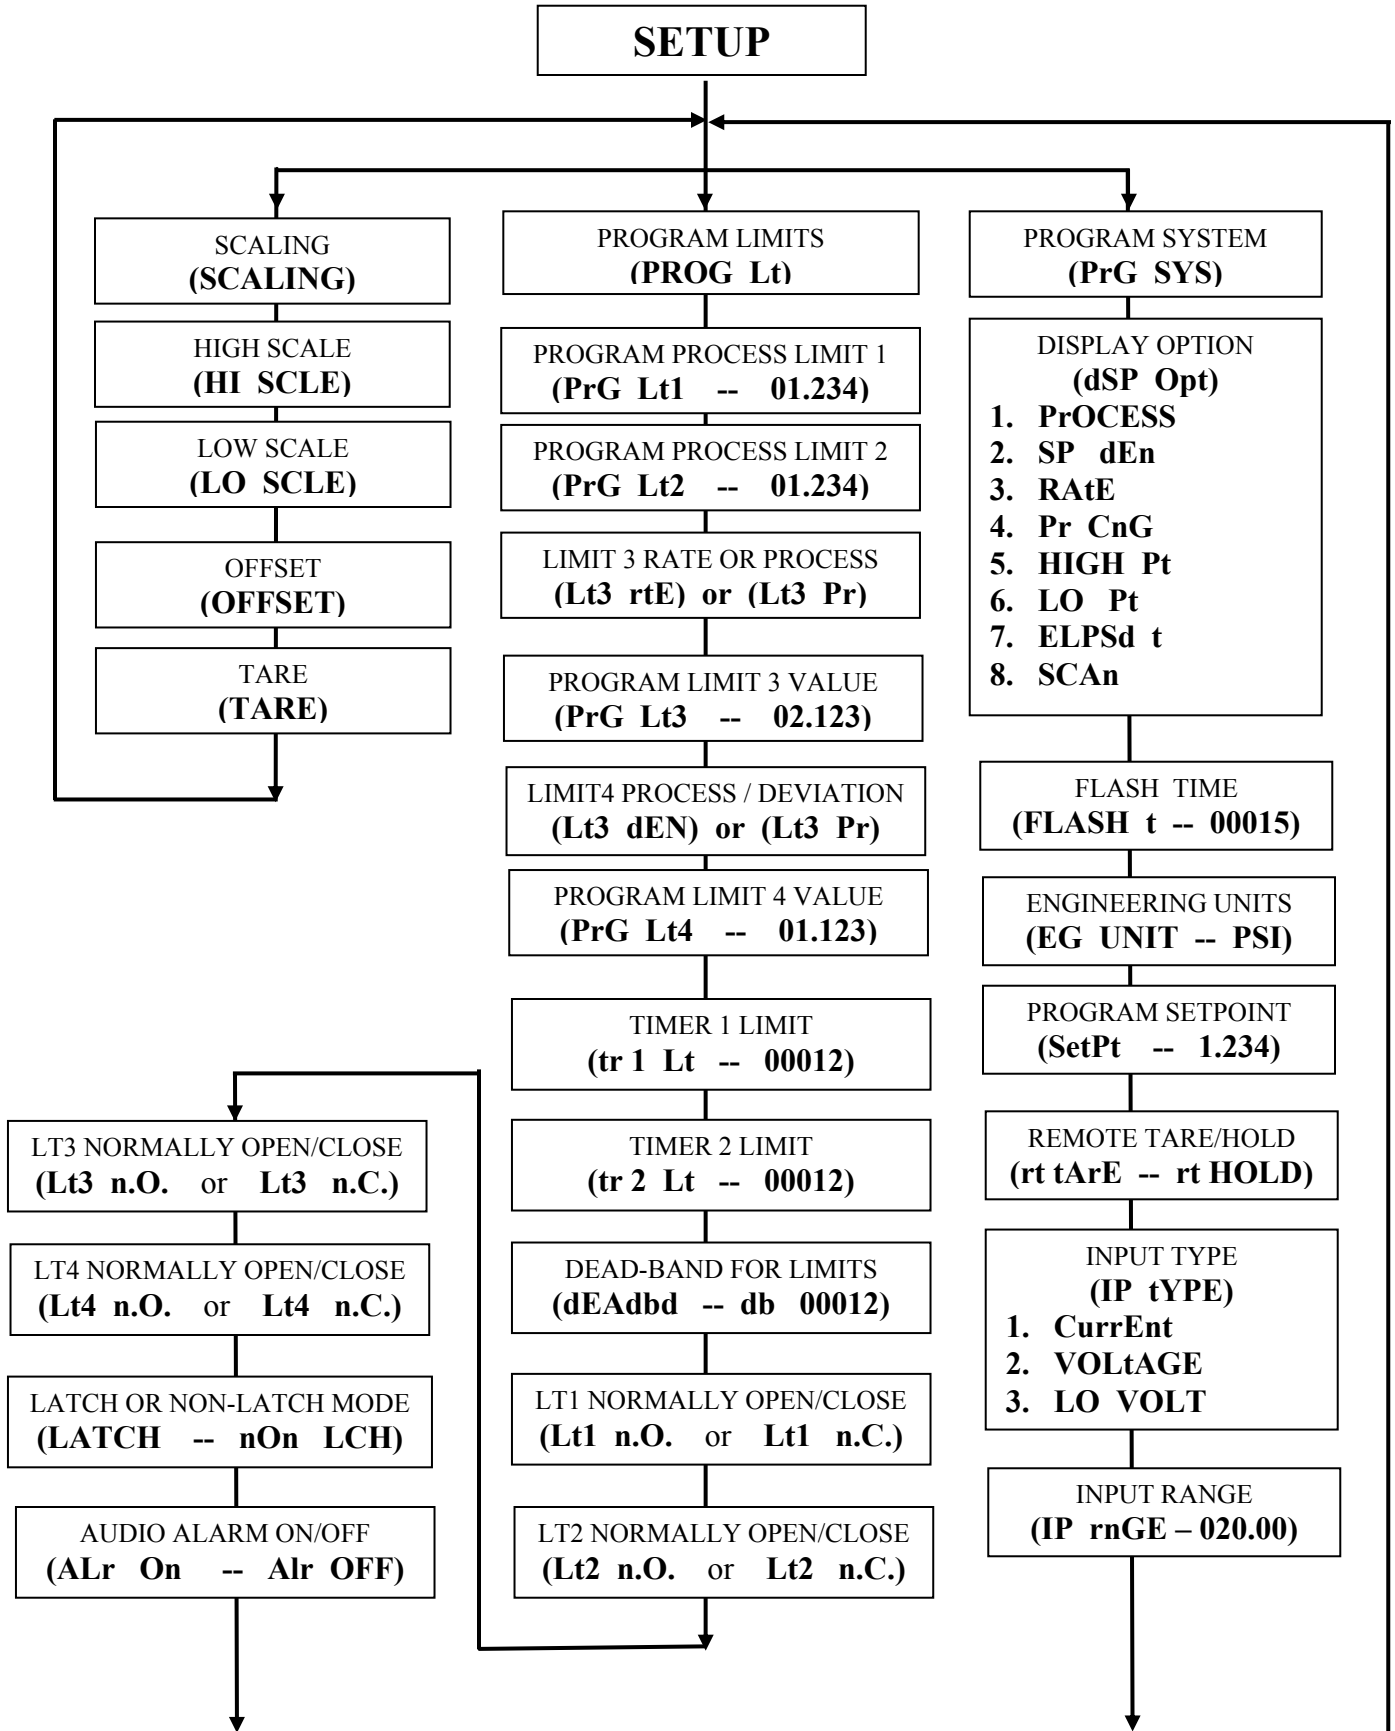 SETUP
SCALING
(SCALING)
HIGH SCALE
(HI SCLE)
LOW SCALE
(LO SCLE)
OFFSET
(OFFSET)
TARE
(TARE)
PROGRAM LIMITS
(PROG Lt)
PROGRAM PROCESS LIMIT 1
(PrG Lt1 -- 01.234)
PROGRAM PROCESS LIMIT 2
(PrG Lt2 -- 01.234)
LIMIT 3 RATE OR PROCESS
(Lt3 rtE) or (Lt3 Pr)
PROGRAM LIMIT 3 VALUE
(PrG Lt3 -- 02.123)
LIMIT4 PROCESS / DEVIATION
(Lt3 dEN) or (Lt3 Pr)
PROGRAM LIMIT 4 VALUE
(PrG Lt4 -- 01.123)
TIMER 1 LIMIT
(tr 1 Lt -- 00012)
TIMER 2 LIMIT
(tr 2 Lt -- 00012)
DEAD-BAND FOR LIMITS
(dEAdbd -- db 00012)
LT1 NORMALLY OPEN/CLOSE
(Lt1 n.O. or Lt1 n.C.)
LT2 NORMALLY OPEN/CLOSE
(Lt2 n.O. or Lt2 n.C.)
LT3 NORMALLY OPEN/CLOSE
(Lt3 n.O. or Lt3 n.C.)
LT4 NORMALLY OPEN/CLOSE
(Lt4 n.O. or Lt4 n.C.)
LATCH OR NON-LATCH MODE
(LATCH -- nOn LCH)
AUDIO ALARM ON/OFF
(ALr On -- Alr OFF)
PROGRAM SYSTEM
(PrG SYS)
DISPLAY OPTION
(dSP Opt)
1. PrOCESS
2. SP dEn
3. RAtE
4. Pr CnG
5. HIGH Pt
6. LO Pt
7. ELPSd t
8. SCAn
FLASH TIME
(FLASH t -- 00015)
ENGINEERING UNITS
(EG UNIT -- PSI)
PROGRAM SETPOINT
(SetPt -- 1.234)
REMOTE TARE/HOLD
(rt tArE -- rt HOLD)
INPUT TYPE
(IP tYPE)
1. CurrEnt
2. VOLtAGE
3. LO VOLT
INPUT RANGE
(IP rnGE – 020.00)